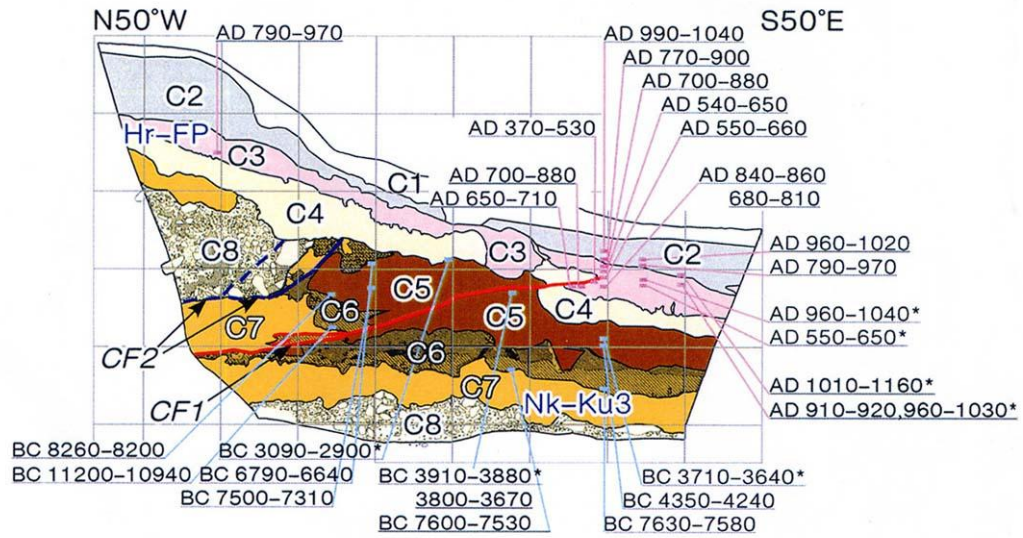 N50°W
S50°E
AD 790–970
AD 990–1040
AD 770–900
AD 700–880
AD 540–650
AD 370–530
AD 550–660
AD 700–880
AD 840–860
AD 650–710
680–810
AD 960–1020
AD 790–970
AD 960–1040*
AD 550–650*
AD 1010–1160*
AD 910–920,960–1030*
C2
Hr–FP
C3
C1
C4
C8
C3
C2
C5
C5
C4
C6
C7
C6
C7
CF2
CF1
Nk–Ku3
C8
BC 8260–8200
BC 3090–2900*
BC 11200–10940
BC 6790–6640
BC 7500–7310
BC 3910–3880*
3800–3670
BC 7600–7530
BC 3710–3640*
BC 4350–4240
BC 7630–7580